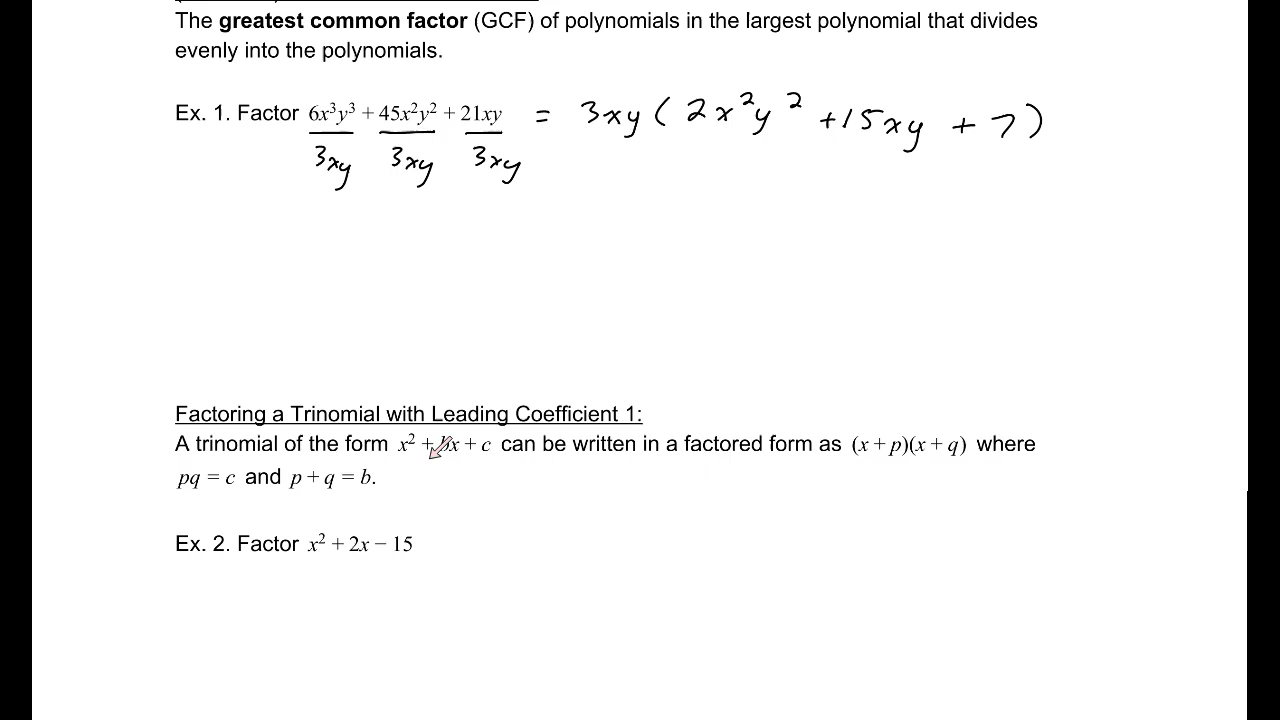 The greatest common factor (GCF) of polynomials in the largest polynomial that divides
evenly into the polynomials.
Ex. 1. Factor 6x³y³ + 45x²y² + 21xy = 3xy ( 2x²y² + 15xy + 7 )
3xy 3xy 3xy
Factoring a Trinomial with Leading Coefficient 1:
A trinomial of the form x² + bx + c can be written in a factored form as (x + p)(x + q) where
pq = c and p + q = b.
Ex. 2. Factor x² + 2x − 15